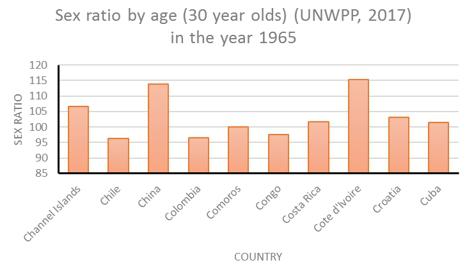 Sex ratio by age (30 year olds) (UNWPP, 2017)
in the year 1965
120
115
110
105
100
95
90
85
SEX RATIO
Channel Islands
Chile
China
Colombia
Comoros
Congo
Costa Rica
Cote d'Ivoire
Croatia
Cuba
COUNTRY